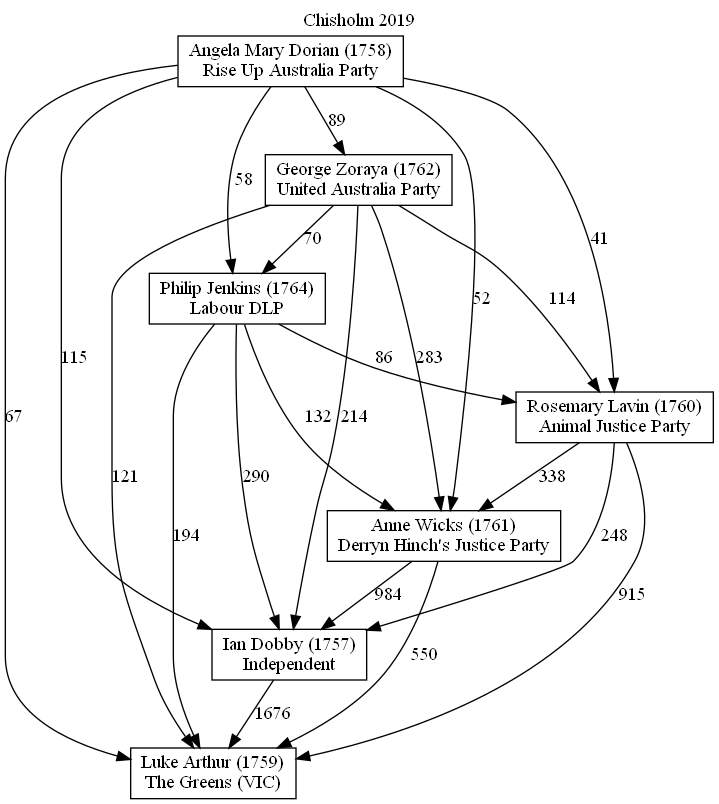 Chisholm 2019
Angela Mary Dorian (1758)
Rise Up Australia Party
89
George Zoraya (1762)
United Australia Party
58
70
41
52
114
Philip Jenkins (1764)
Labour DLP
115
86
283
67
Rosemary Lavin (1760)
Animal Justice Party
132
214
121
290
338
194
Anne Wicks (1761)
Derryn Hinch's Justice Party
248
984
915
Ian Dobby (1757)
Independent
550
1676
Luke Arthur (1759)
The Greens (VIC)